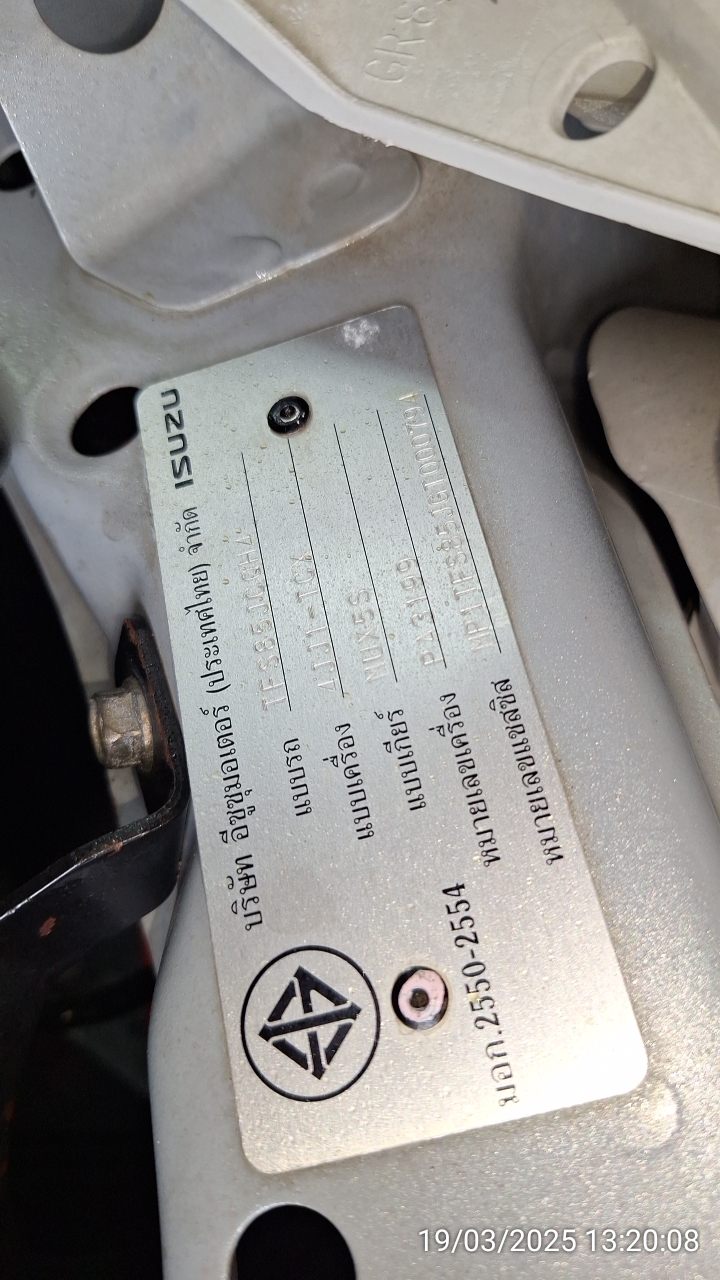 GR8
บริษัท อีซูซุมอเตอร์ (ประเทศไทย) จำกัด ISUZU
แบบรถ
แบบเครื่อง 4JJ1-TCX
แบบเกียร์ MUX5S
หมายเลขเครื่อง
หมายเลขแชสซิส
มอก.2550-2554
19/03/2025 13:20:08